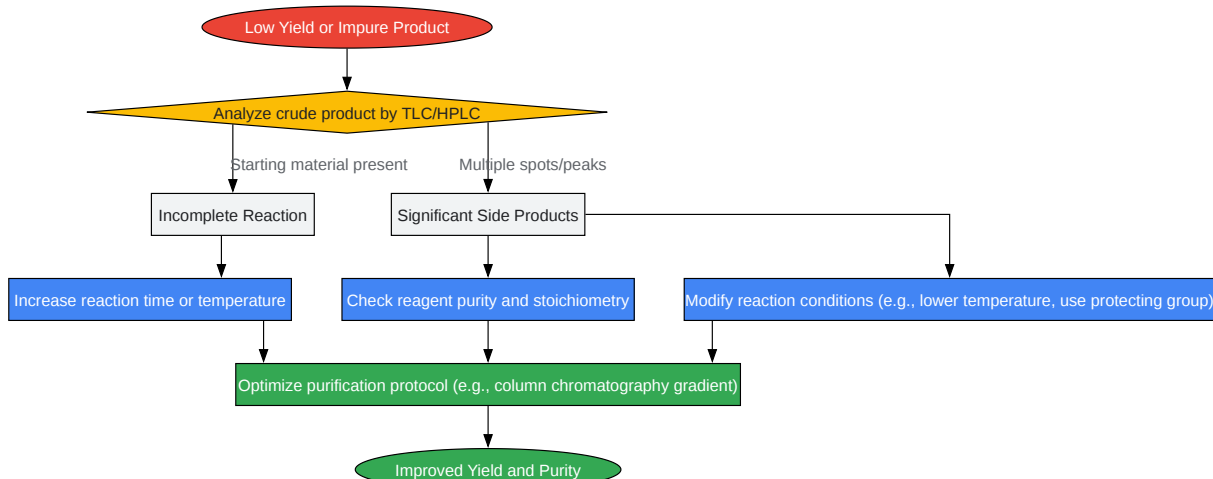 Low Yield or Impure Product
Analyze crude product by TLC/HPLC
Starting material present
Multiple spots/peaks
Incomplete Reaction
Significant Side Products
Increase reaction time or temperature
Check reagent purity and stoichiometry
Modify reaction conditions (e.g., lower temperature, use protecting group)
Optimize purification protocol (e.g., column chromatography gradient)
Improved Yield and Purity